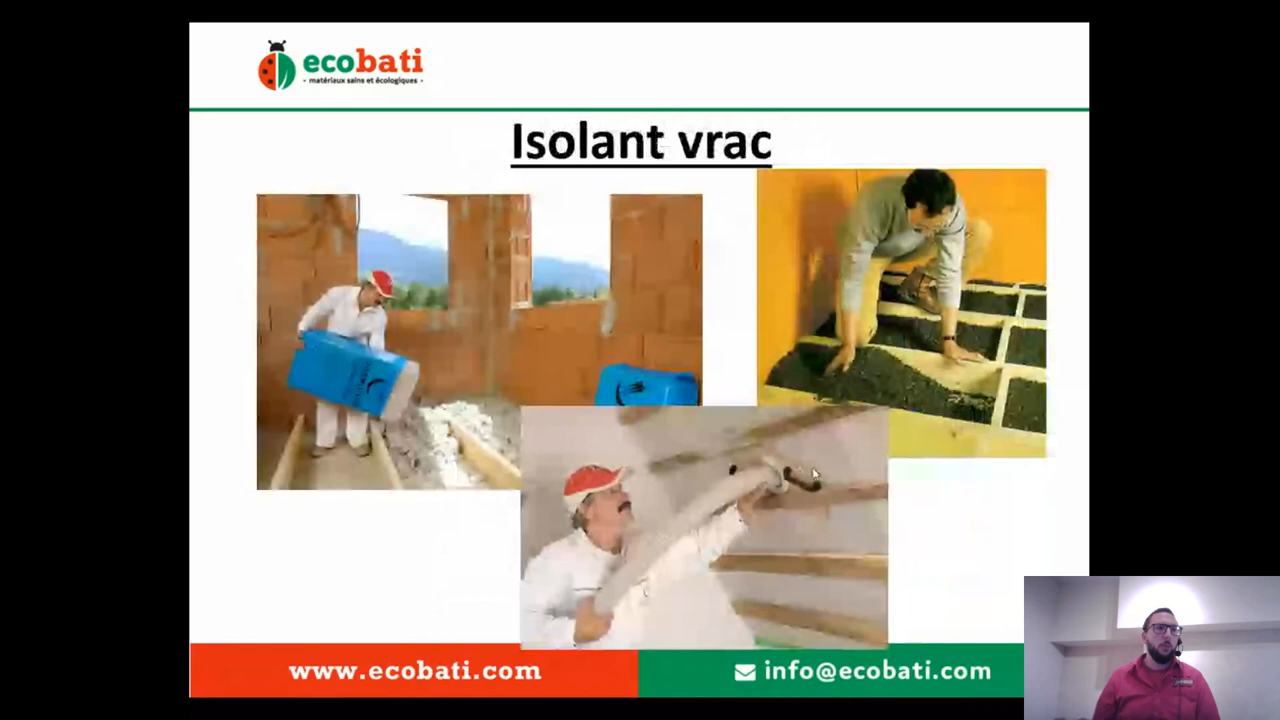 ecobati
· matériaux sains et écologiques ·
Isolant vrac
www.ecobati.com
info@ecobati.com